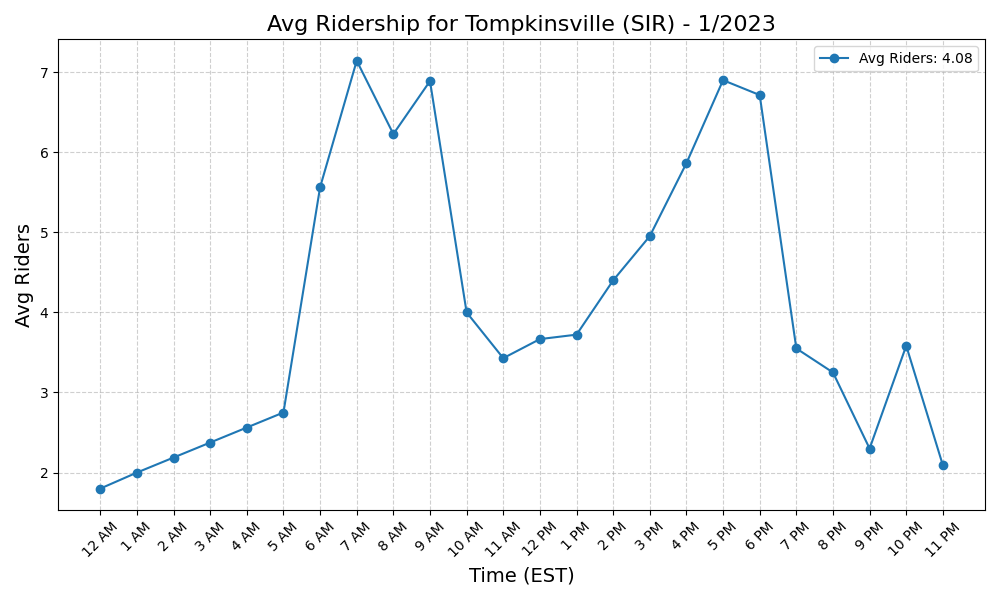 Avg Ridership for Tompkinsville (SIR) - 1/2023
Avg Riders: 4.08
Avg Riders
7
6
5
4
3
2
12 AM
1 AM
2 AM
3 AM
4 AM
5 AM
6 AM
7 AM
8 AM
9 AM
10 AM
11 AM
12 PM
1 PM
2 PM
3 PM
4 PM
5 PM
6 PM
7 PM
8 PM
9 PM
10 PM
11 PM
Time (EST)